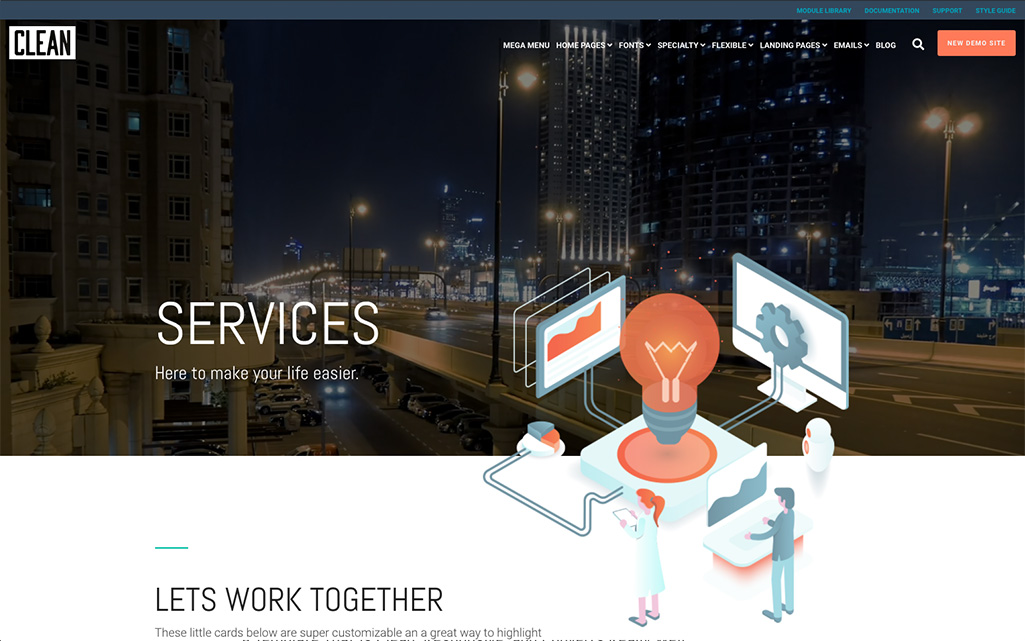 MODULE LIBRARY DOCUMENTATION SUPPORT STYLE GUIDE
CLEAN
MEGA MENU HOME PAGES FONTS SPECIALTY FLEXIBLE LANDING PAGES EMAILS BLOG NEW DEMO SITE
SERVICES
Here to make your life easier.
LETS WORK TOGETHER
These little cards below are super customizable an a great way to highlight